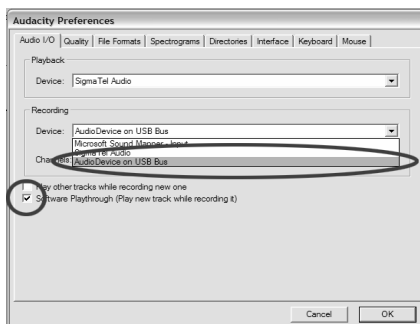 Audacity Preferences
Audio I/O Quality File Formats Spectrograms Directories Interface Keyboard Mouse
Playback
Device: SigmaTel Audio
Recording
Device: AudioDevice on USB Bus
Microsoft Sound Mapper - Input
SigmaTel Audio
Channels: AudioDevice on USB Bus
Play other tracks while recording new one
Software Playthrough (Play new track while recording it)
Cancel OK